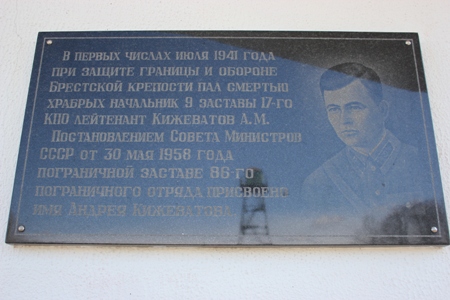 В первых числах июля 1941 года
при защите границы и обороне
Брестской крепости пал смертью
храбрых начальник 9 заставы 17-го
КПО лейтенант Кижеватов А.М.
Постановлением Совета Министров
СССР от 30 мая 1958 года
пограничной заставе 86-го
пограничного отряда присвоено
имя Андрея Кижеватова.